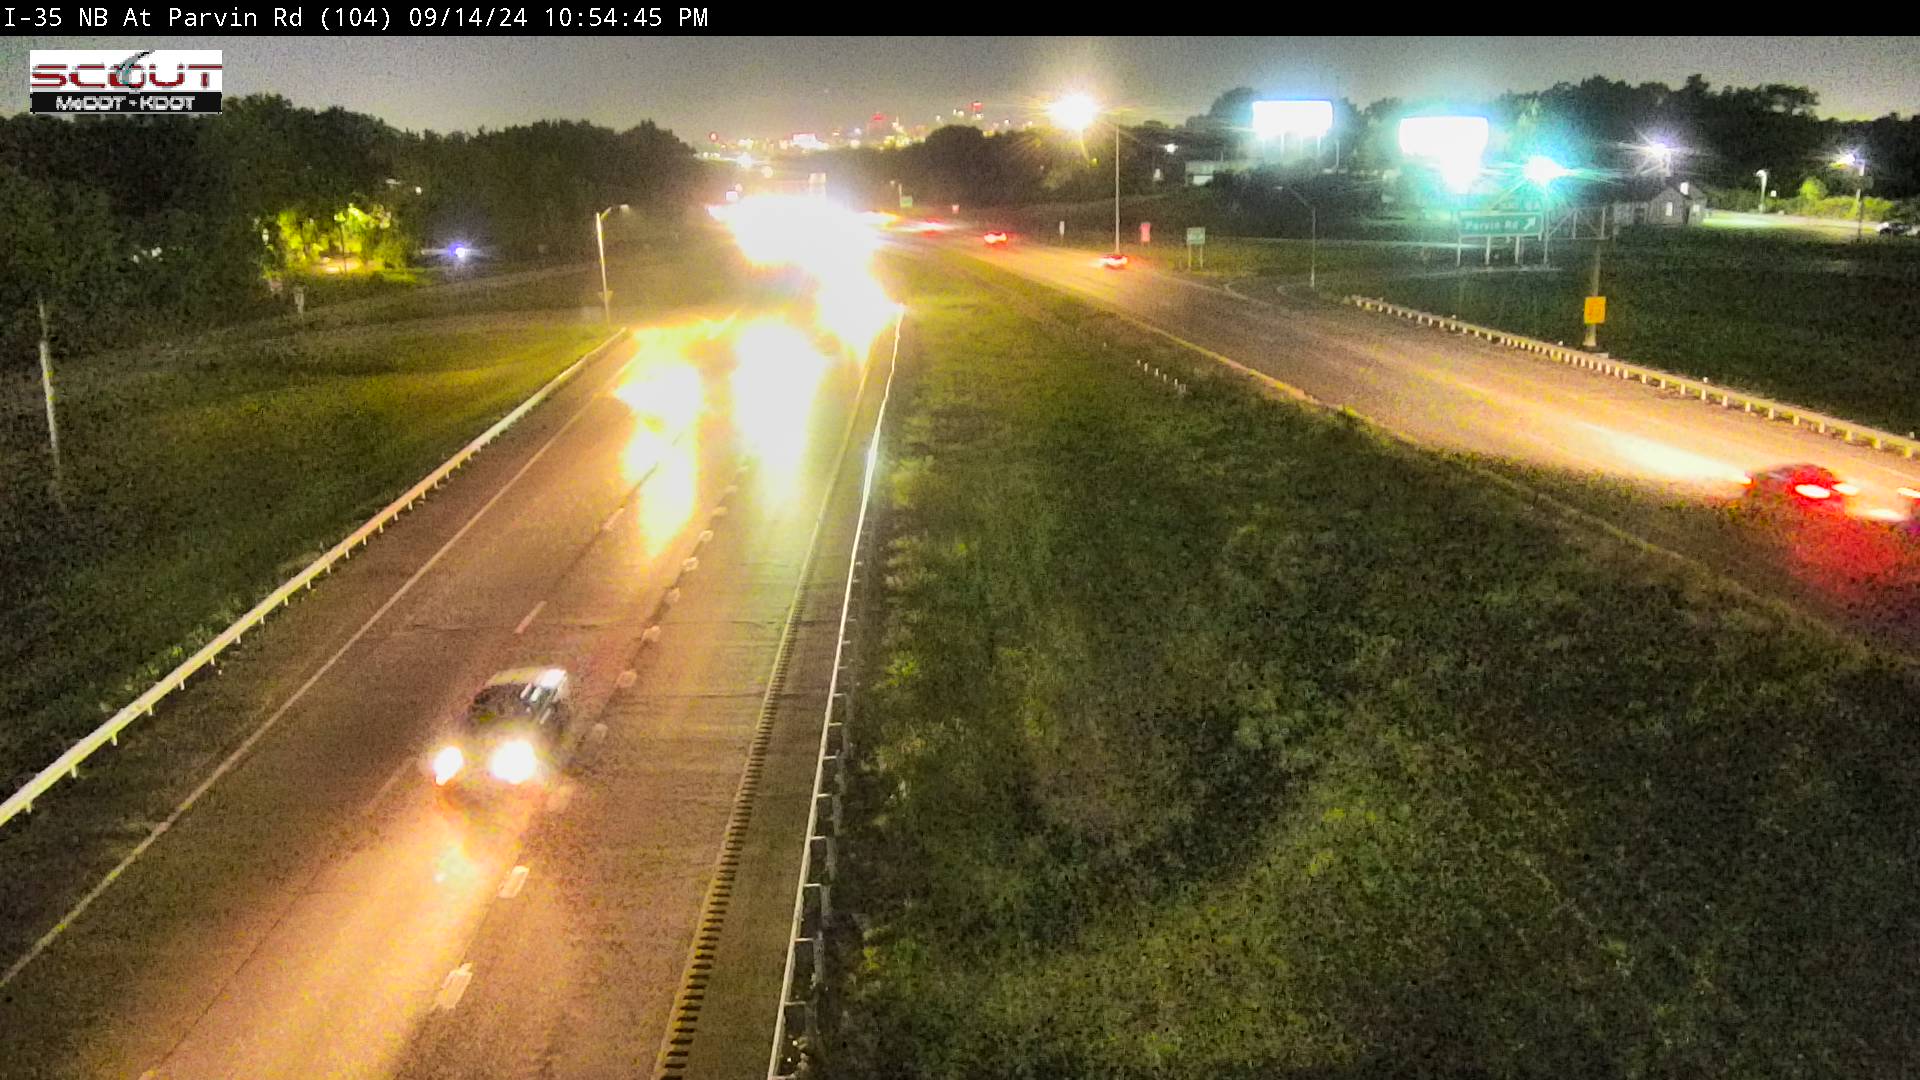 I-35 NB At Parvin Rd (104) 09/14/24 10:54:45 PM
SCOUT
MoDOT - KDOT
Parvin Rd